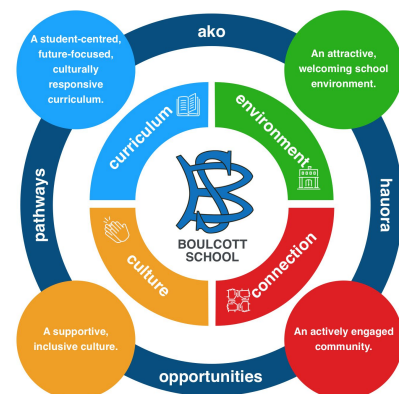 ako
A student-centred,
future-focused,
culturally
responsive
curriculum.
An attractive,
welcoming school
environment.
curriculum
environment
pathways
hauora
BOULCOTT
SCHOOL
culture
connection
A supportive,
inclusive culture.
An actively engaged
community.
opportunities